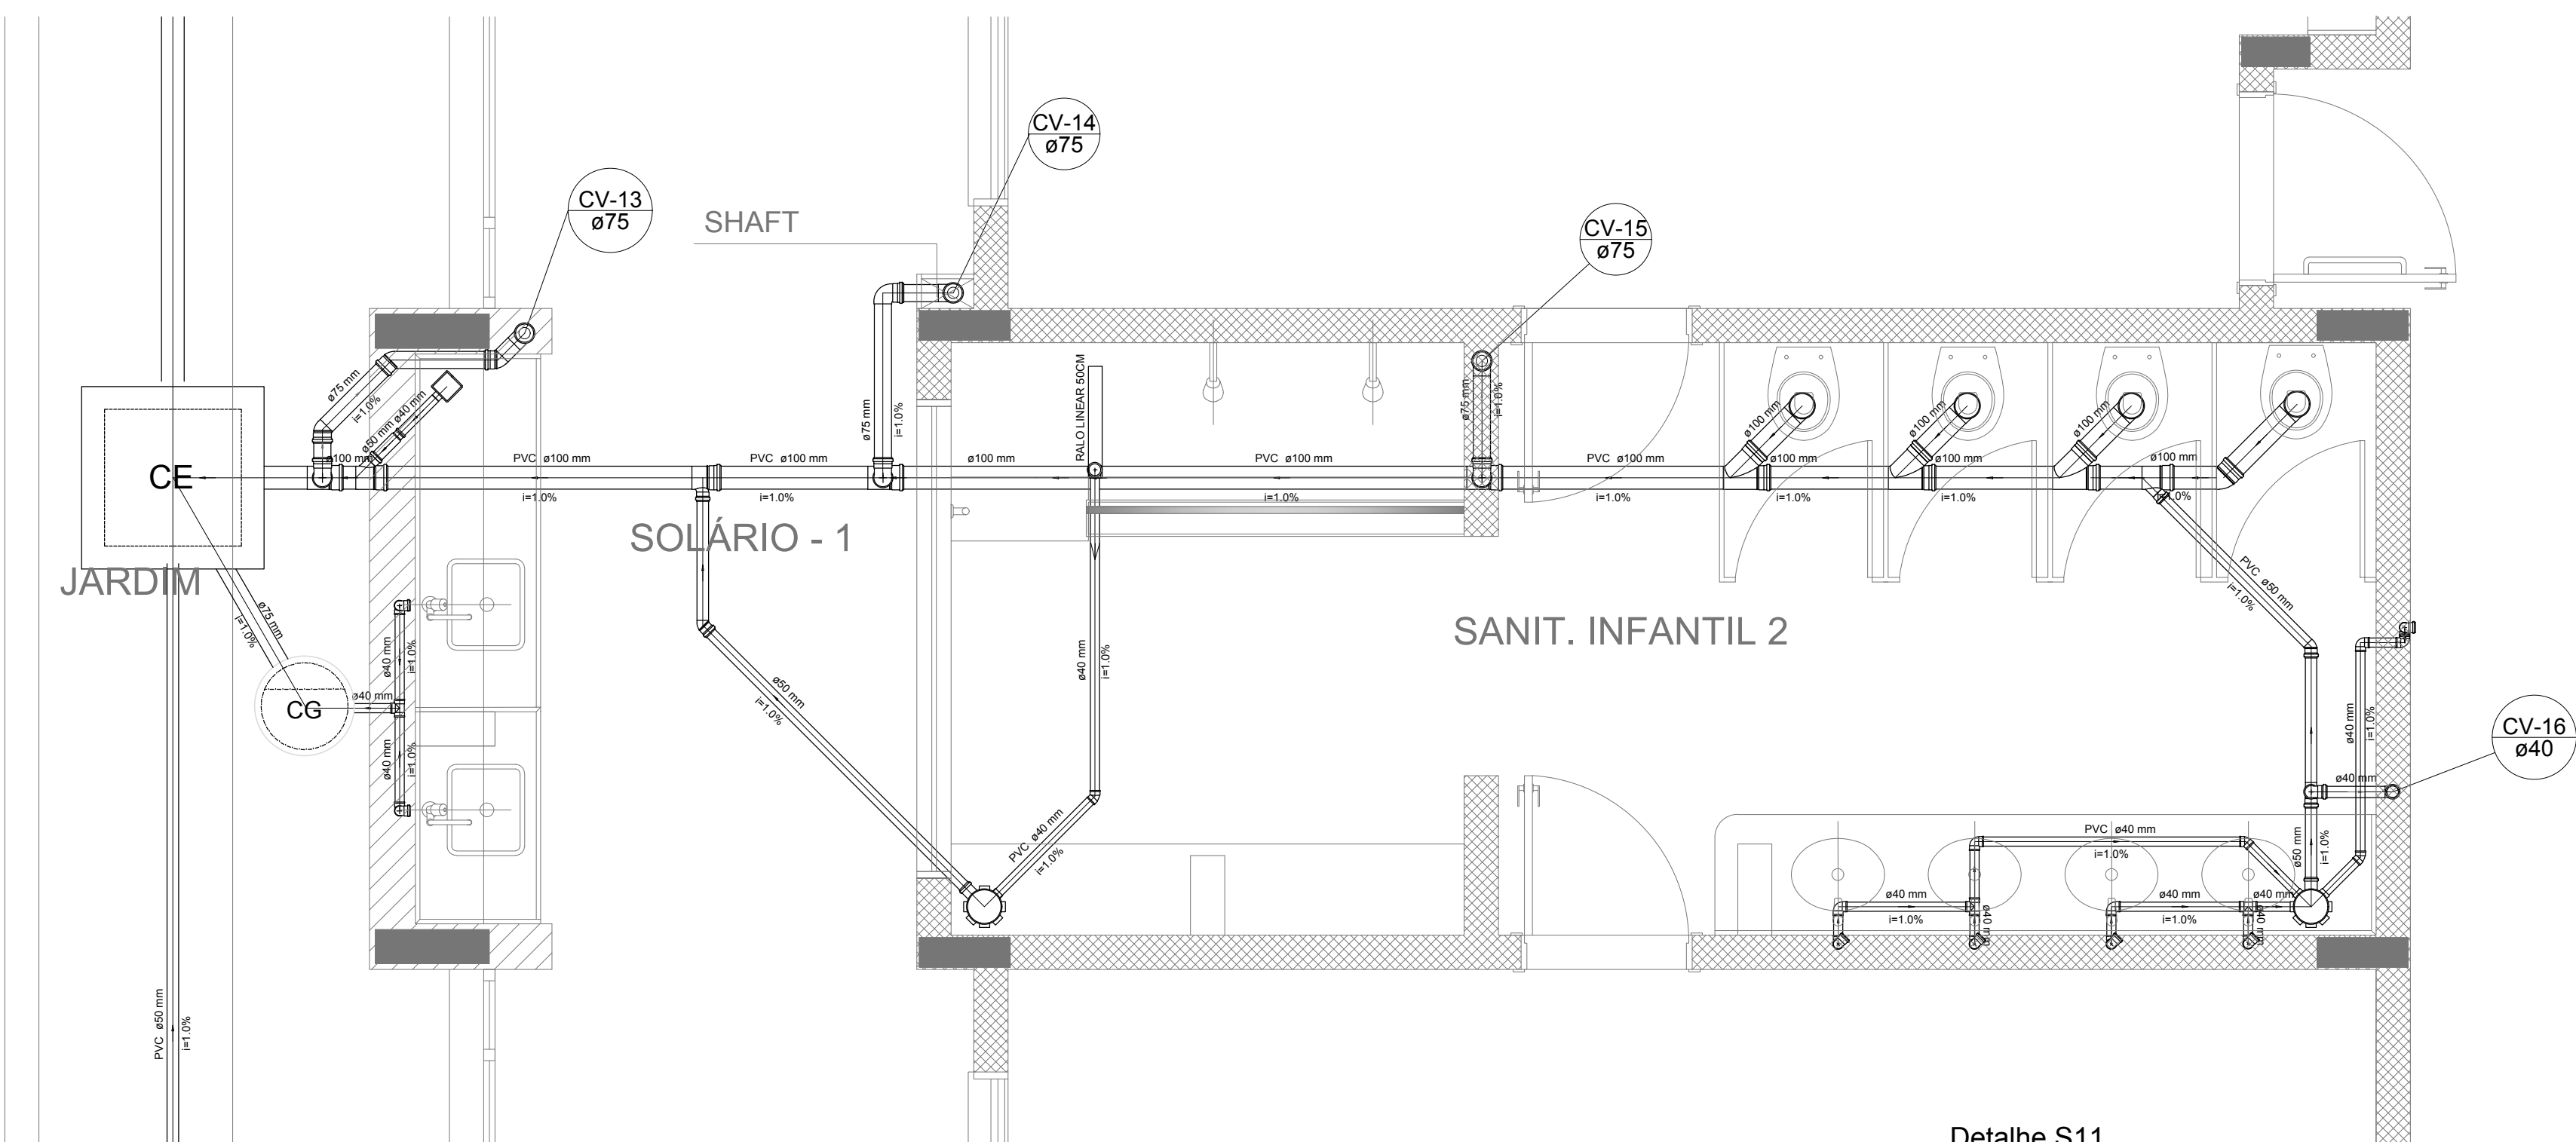 CV-14
ø75
CV-13
ø75
SHAFT
CV-15
ø75
RALO LINEAR 50CM
ø75 mm
i=1.0%
ø50 mm
ø40 mm
ø75 mm
i=1.0%
ø75 mm
i=1.0%
ø100 mm
ø100 mm
ø100 mm
CE
ø100 mm
PVC ø100 mm
i=1.0%
PVC ø100 mm
i=1.0%
ø100 mm
PVC ø100 mm
i=1.0%
PVC ø100 mm
i=1.0%
ø100 mm
i=1.0%
ø100 mm
i=1.0%
ø100 mm
i=1.0%
SOLÁRIO - 1
JARDIM
SANIT. INFANTIL 2
PVC ø50 mm
i=1.0%
ø75 mm
i=1.0%
ø40 mm
i=1.0%
ø40 mm
CG
ø40 mm
i=1.0%
ø50 mm
i=1.0%
ø40 mm
i=1.0%
PVC ø40 mm
i=1.0%
ø40 mm
i=1.0%
CV-16
ø40
ø40 mm
PVC ø40 mm
i=1.0%
ø50 mm
i=1.0%
ø40 mm
i=1.0%
ø40 mm
ø40 mm
i=1.0%
ø40 mm
ø40 mm
PVC ø50 mm
i=1.0%
Detalhe S11